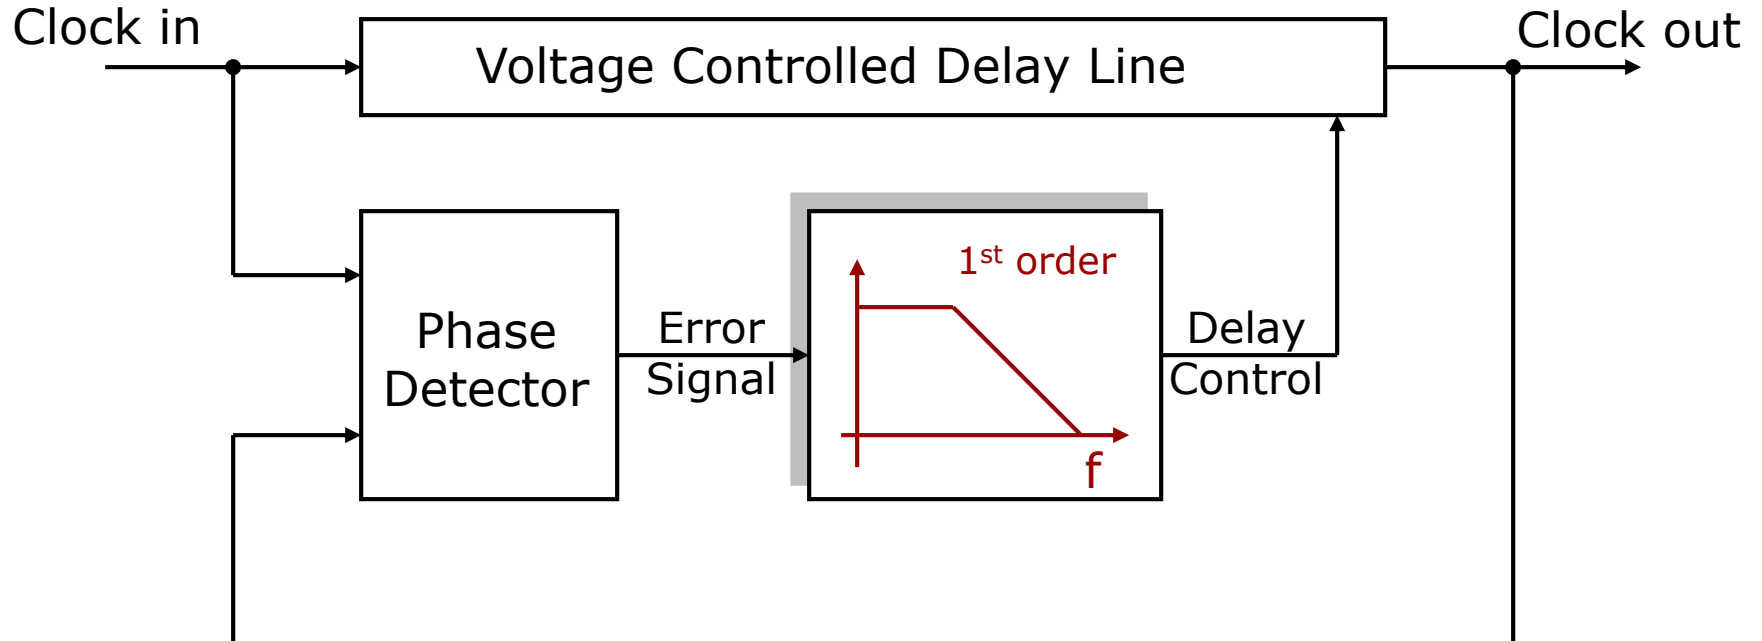 Clock in
Voltage Controlled Delay Line
Clock out
Phase
Detector
Error
Signal
1st order
f
Delay
Control